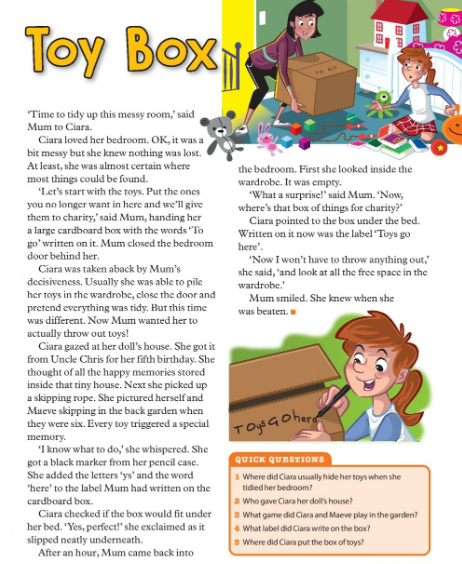 Toy Box
‘Time to tidy up this messy room,’ said
Mum to Ciara.
Ciara loved her bedroom. OK, it was a
bit messy but she knew nothing was lost.
At least, she was almost certain where
most things could be found.
‘Let’s start with the toys. Put the ones
you no longer want in here and we’ll give
them to charity,’ said Mum, handing her
a large cardboard box with the words ‘To
go’ written on it. Mum closed the bedroom
door behind her.
Ciara was taken aback by Mum’s
decisiveness. Usually she was able to pile
her toys in the wardrobe, close the door and
pretend everything was tidy. But this time
was different. Now Mum wanted her to
actually throw out toys!
Ciara gazed at her doll’s house. She got it
from Uncle Chris for her fifth birthday. She
thought of all the happy memories stored
inside that tiny house. Next she picked up
a skipping rope. She pictured herself and
Maeve skipping in the back garden when
they were six. Every toy triggered a special
memory.
‘I know what to do,’ she whispered. She
got a black marker from her pencil case.
She added the letters ‘ys’ and the word
‘here’ to the label Mum had written on the
cardboard box.
Ciara checked if the box would fit under
her bed. ‘Yes, perfect!’ she exclaimed as it
slipped neatly underneath.
After an hour, Mum came back into
the bedroom. First she looked inside the
wardrobe. It was empty.
‘What a surprise!’ said Mum. ‘Now,
where’s that box of things for charity?’
Ciara pointed to the box under the bed.
Written on it now was the label ‘Toys go
here’.
‘Now I won’t have to throw anything out,’
she said, ‘and look at all the free space in the
wardrobe.’
Mum smiled. She knew when she
was beaten.
TOysGOhere
QUICK QUESTIONS
1 Where did Ciara usually hide her toys when she
tidied her bedroom?
2 Who gave Ciara her doll’s house?
3 What game did Ciara and Maeve play in the garden?
4 What label did Ciara write on the box?
5 Where did Ciara put the box of toys?